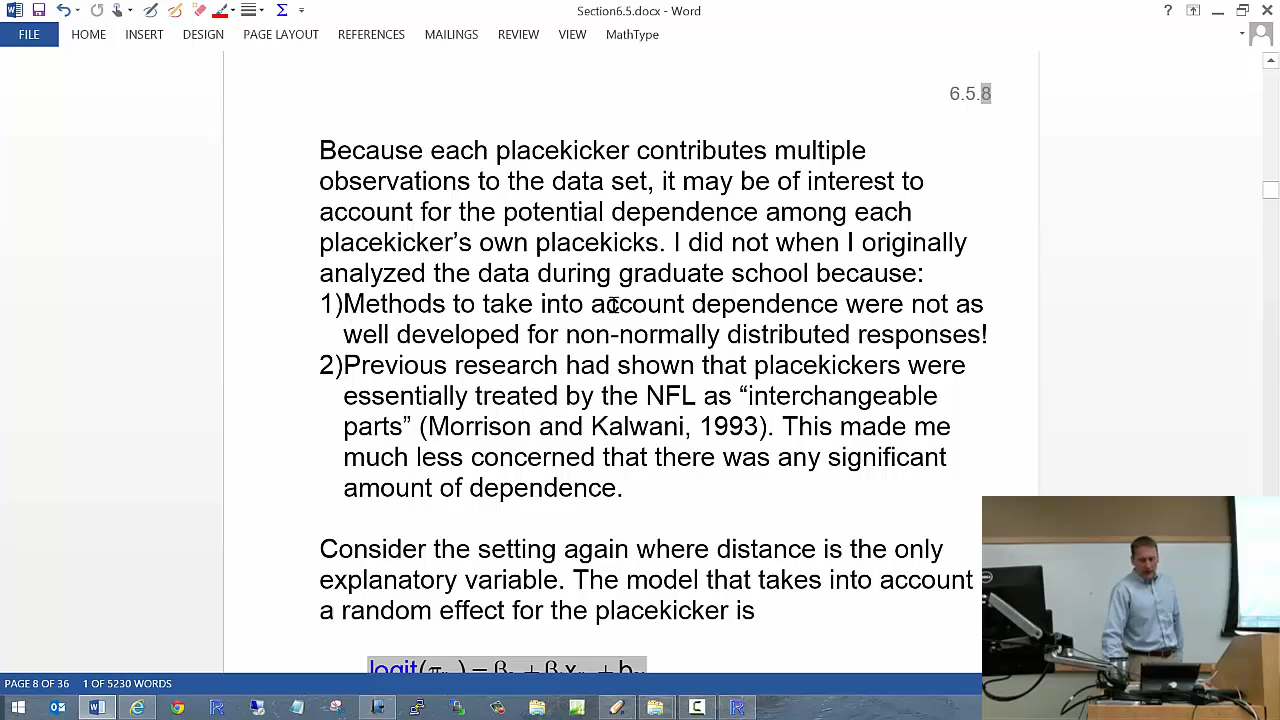 Section6.5.docx - Word
FILE HOME INSERT DESIGN PAGE LAYOUT REFERENCES MAILINGS REVIEW VIEW MathType
6.5.8
Because each placekicker contributes multiple
observations to the data set, it may be of interest to
account for the potential dependence among each
placekicker’s own placekicks. I did not when I originally
analyzed the data during graduate school because:
1)Methods to take into account dependence were not as
well developed for non-normally distributed responses!
2)Previous research had shown that placekickers were
essentially treated by the NFL as “interchangeable
parts” (Morrison and Kalwani, 1993). This made me
much less concerned that there was any significant
amount of dependence.
Consider the setting again where distance is the only
explanatory variable. The model that takes into account
a random effect for the placekicker is
logit
PAGE 8 OF 36 1 OF 5230 WORDS